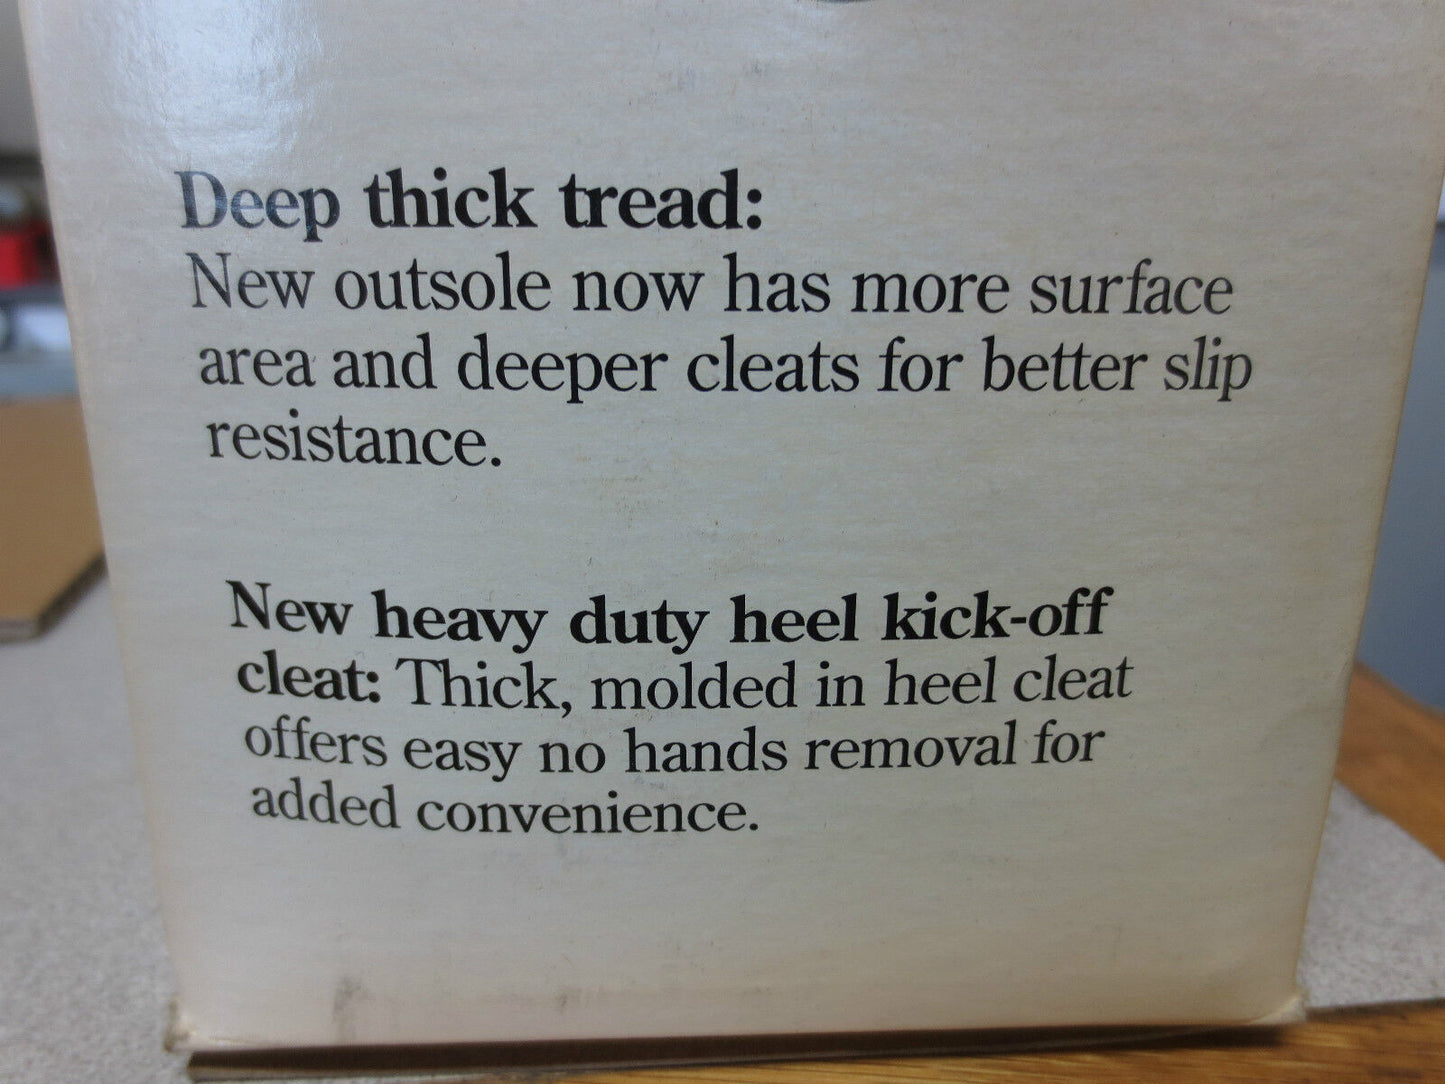 Deep thick tread:
New outsole now has more surface
area and deeper cleats for better slip
resistance.
New heavy duty heel kick-off
cleat: Thick, molded in heel cleat
offers easy no hands removal for
added convenience.